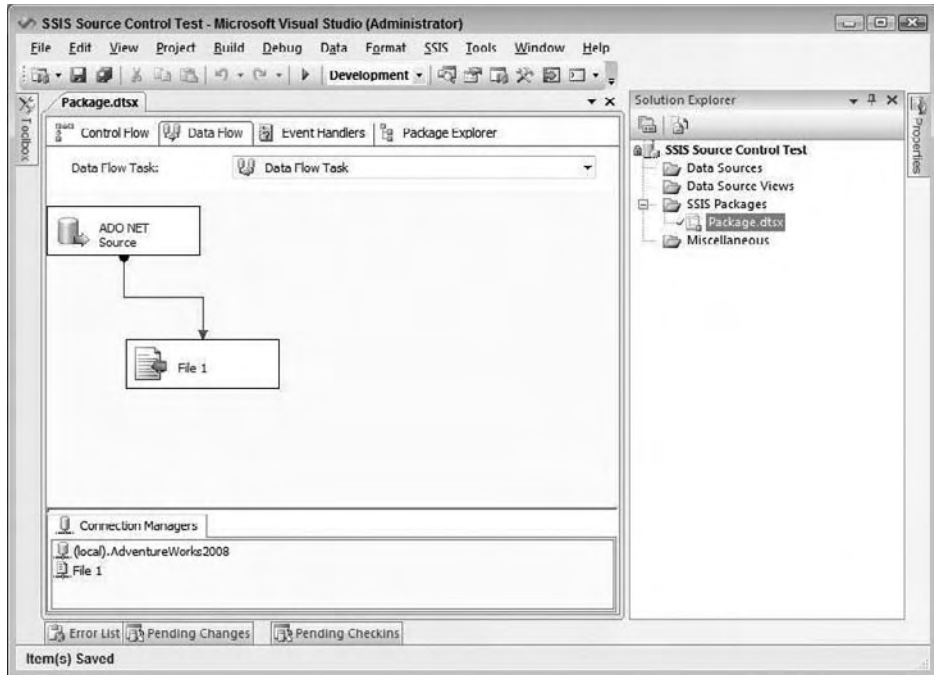 SSIS Source Control Test - Microsoft Visual Studio (Administrator)
File Edit View Project Build Debug Data Format SSIS Tools Window Help
Development
Toolbox
Package.dtsx
Control Flow Data Flow Event Handlers Package Explorer
Data Flow Task: Data Flow Task
ADO NET
Source
File 1
Connection Managers
(local).AdventureWorks2008
File 1
Solution Explorer
SSIS Source Control Test
Data Sources
Data Source Views
SSIS Packages
Package.dtsx
Miscellaneous
Properties
Error List Pending Changes Pending Checkins
Item(s) Saved